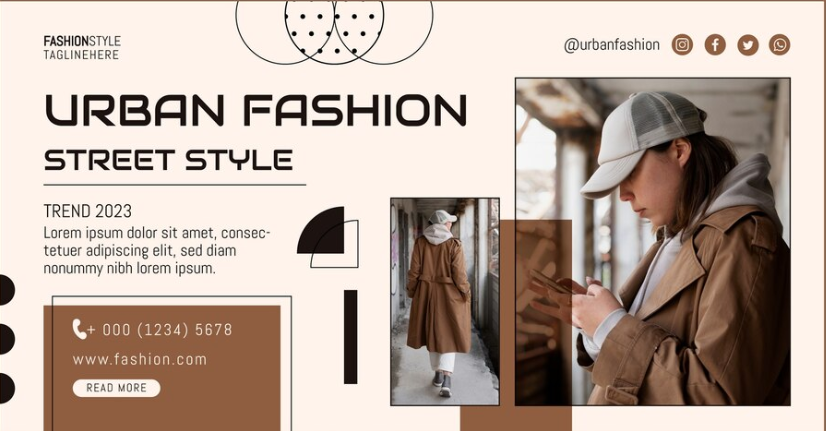 FASHIONSTYLE
TAGLINEHERE
@urbanfashion
URBAN FASHION
STREET STYLE
TREND 2023
Lorem ipsum dolor sit amet, consec-
tetuer adipiscing elit, sed diam
nonummy nibh lorem ipsum.
+ 000 (1234) 5678
www.fashion.com
READ MORE